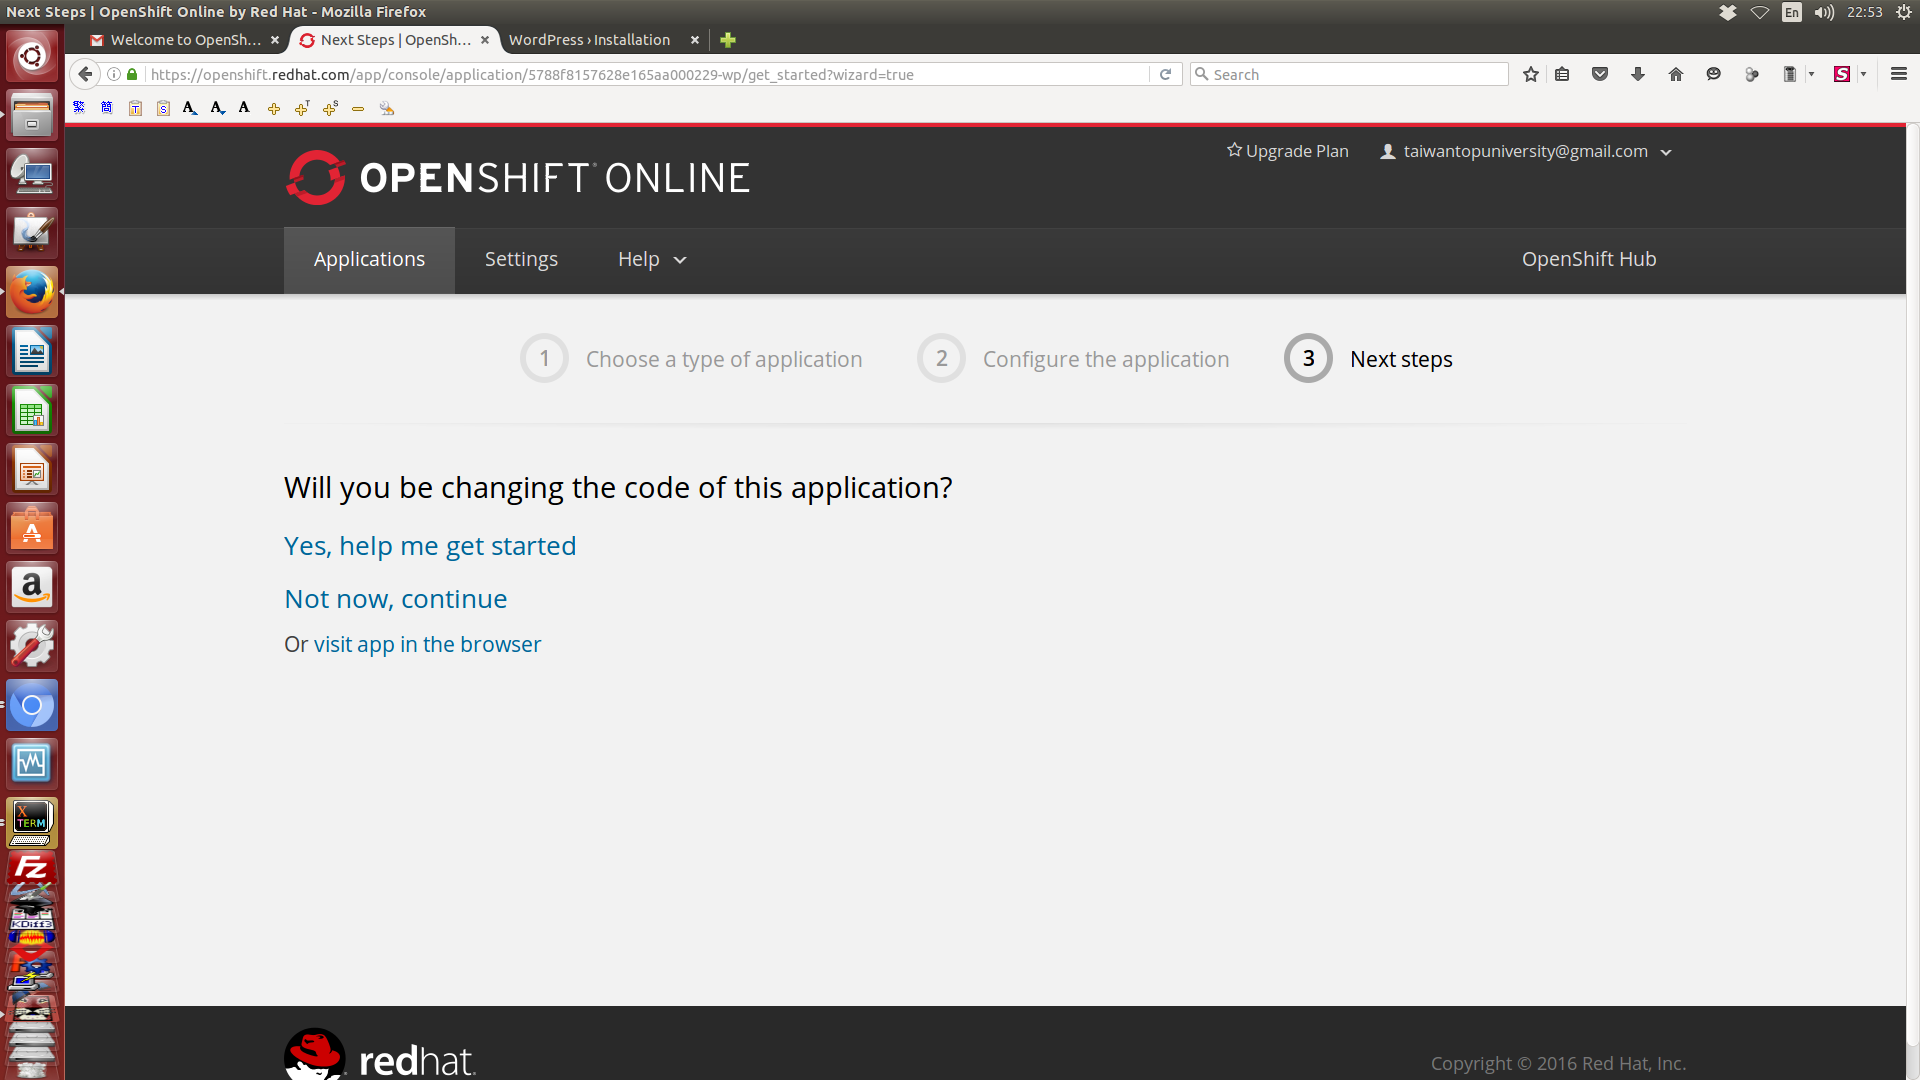 Next Steps | OpenShift Online by Red Hat - Mozilla Firefox
En
22:53
Welcome to OpenSh...
Next Steps | OpenSh...
WordPress › Installation
https://openshift.redhat.com/app/console/application/5788f8157628e165aa000229-wp/get_started?wizard=true
Search
OPENSHIFT ONLINE
Upgrade Plan
taiwantopuniversity@gmail.com
Applications
Settings
Help
OpenShift Hub
1 Choose a type of application
2 Configure the application
3 Next steps
Will you be changing the code of this application?
Yes, help me get started
Not now, continue
Or visit app in the browser
X TERM
FZ
KDiff3
redhat.
Copyright © 2016 Red Hat, Inc.